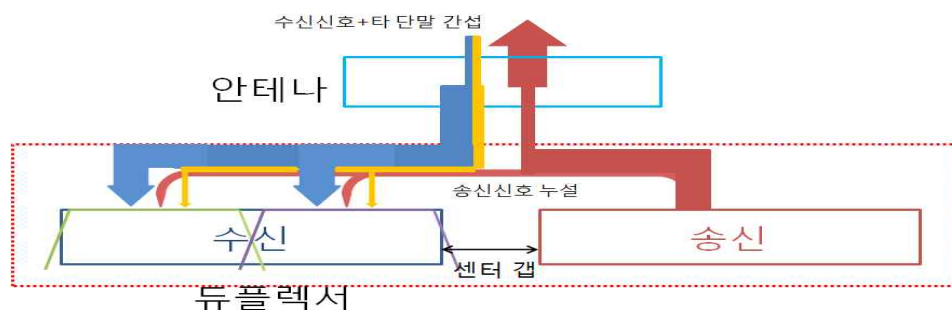 수신신호+타 단말 간섭
안테나
송신신호 누설
수신
송신
센터 갭
듀플렉서